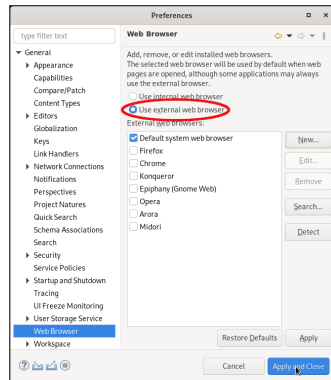 Preferences
type filter text
General
Appearance
Capabilities
Compare/Patch
Content Types
Editors
Globalization
Keys
Link Handlers
Network Connections
Notifications
Perspectives
Project Natures
Quick Search
Schema Associations
Search
Security
Service Policies
Startup and Shutdown
Tracing
UI Freeze Monitoring
User Storage Service
Web Browser
Workspace
Web Browser
Add, remove, or edit installed web browsers.
The selected web browser will be used by default when web
pages are opened, although some applications may always
use the external browser.
Use internal web browser
Use external web browser
External web browsers:
Default system web browser
Firefox
Chrome
Konqueror
Epiphany (Gnome Web)
Opera
Arora
Midori
New...
Edit...
Remove
Search...
Detect
Restore Defaults
Apply
Cancel
Apply and Close